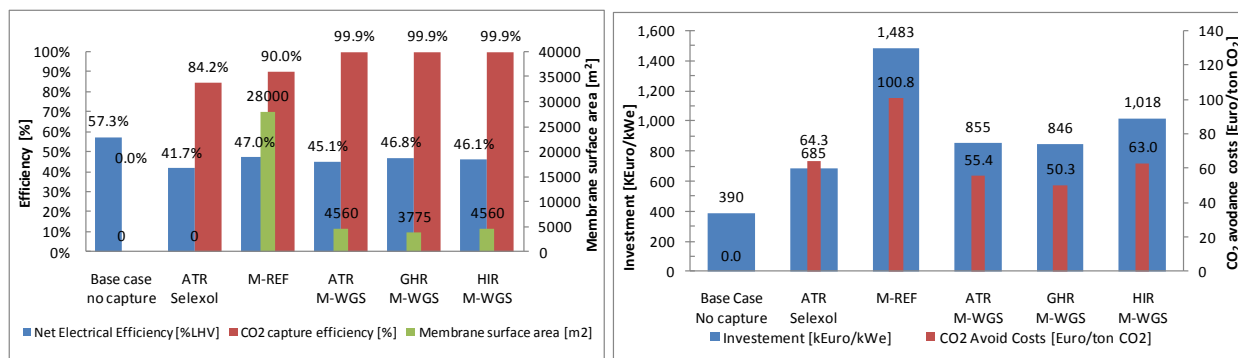 99.9% 99.9% 99.9%
100% 90.0% 40000
90% 84.2% 35000
80% 28000 30000
70% 57.3% 25000
60% 47.0% 45.1% 46.8% 46.1%
50% 0.0% 41.7% 20000
40% 15000
30% 4560 3775 4560 10000
20% 5000
10% 0 0
0% 0
Efficiency [%]
Membrane surface area [m²]
Base case ATR M-REF ATR GHR HIR
no capture Selexol M-WGS M-WGS M-WGS
Net Electrical Efficiency [%LHV] CO2 capture efficiency [%] Membrane surface area [m2]
1,600 1,483 140
1,400 120
1,200 100.8 1,018 100
1,000 855 846
800 64.3 80
685 55.4 50.3 63.0
600 60
400 390 40
200 20
0.0
0 0
Investment [KEuro/kWe]
CO₂ avodance costs [Euro/ton CO₂]
Base Case ATR M-REF ATR GHR HIR
No capture Selexol M-WGS M-WGS M-WGS
Investement [kEuro/kWe] CO2 Avoid Costs [Euro/ton CO2]